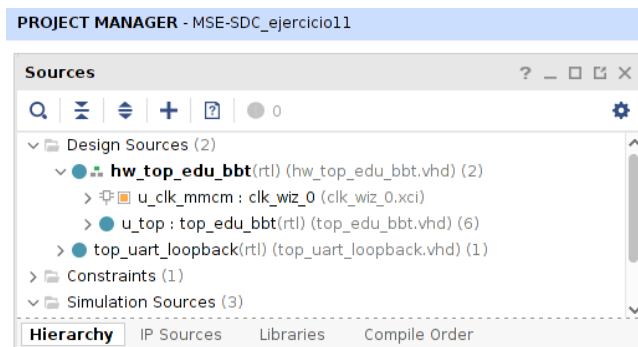 PROJECT MANAGER - MSE-SDC_ejercicio11
Sources
? _
0
Design Sources (2)
hw_top_edu_bbt(rtl) (hw_top_edu_bbt.vhd) (2)
u_clk_mmcm : clk_wiz_0 (clk_wiz_0.xci)
u_top : top_edu_bbt(rtl) (top_edu_bbt.vhd) (6)
top_uart_loopback(rtl) (top_uart_loopback.vhd) (1)
Constraints (1)
Simulation Sources (3)
Hierarchy IP Sources Libraries Compile Order